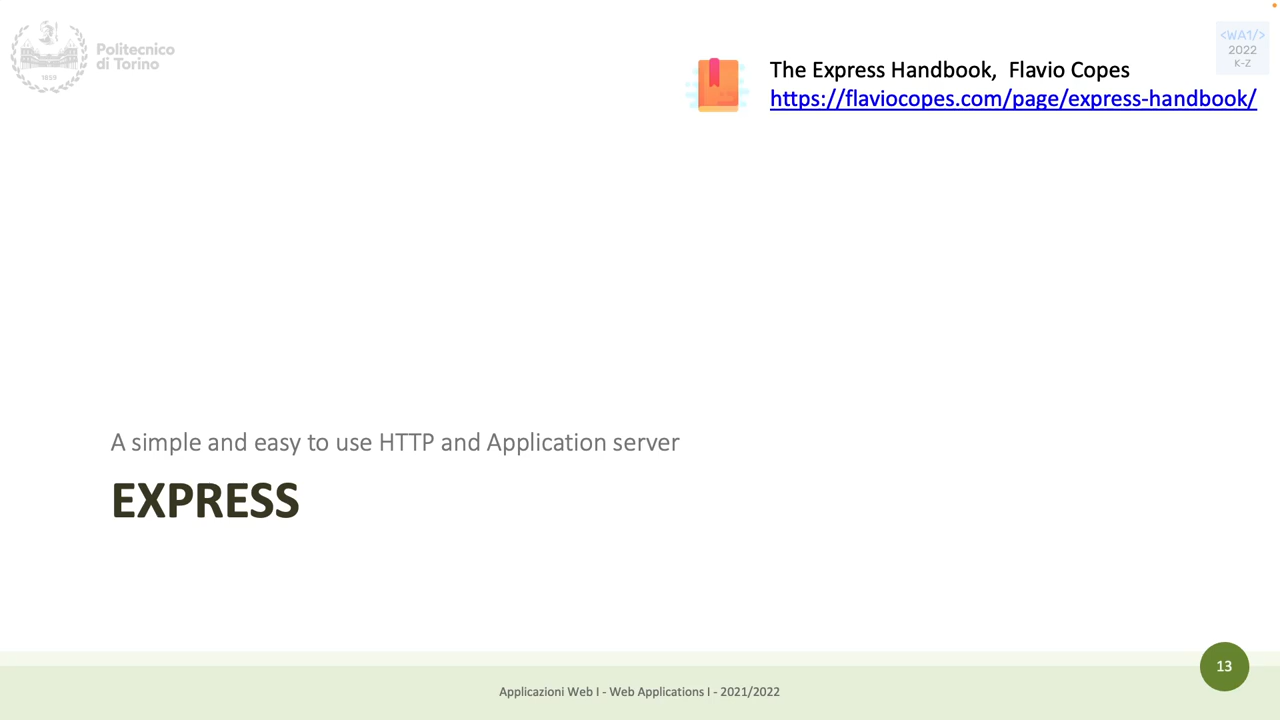 Politecnico
di Torino
1859
<WA1/>
2022
K-Z
The Express Handbook,  Flavio Copes
https://flaviocopes.com/page/express-handbook/
A simple and easy to use HTTP and Application server
EXPRESS
13
Applicazioni Web I - Web Applications I - 2021/2022